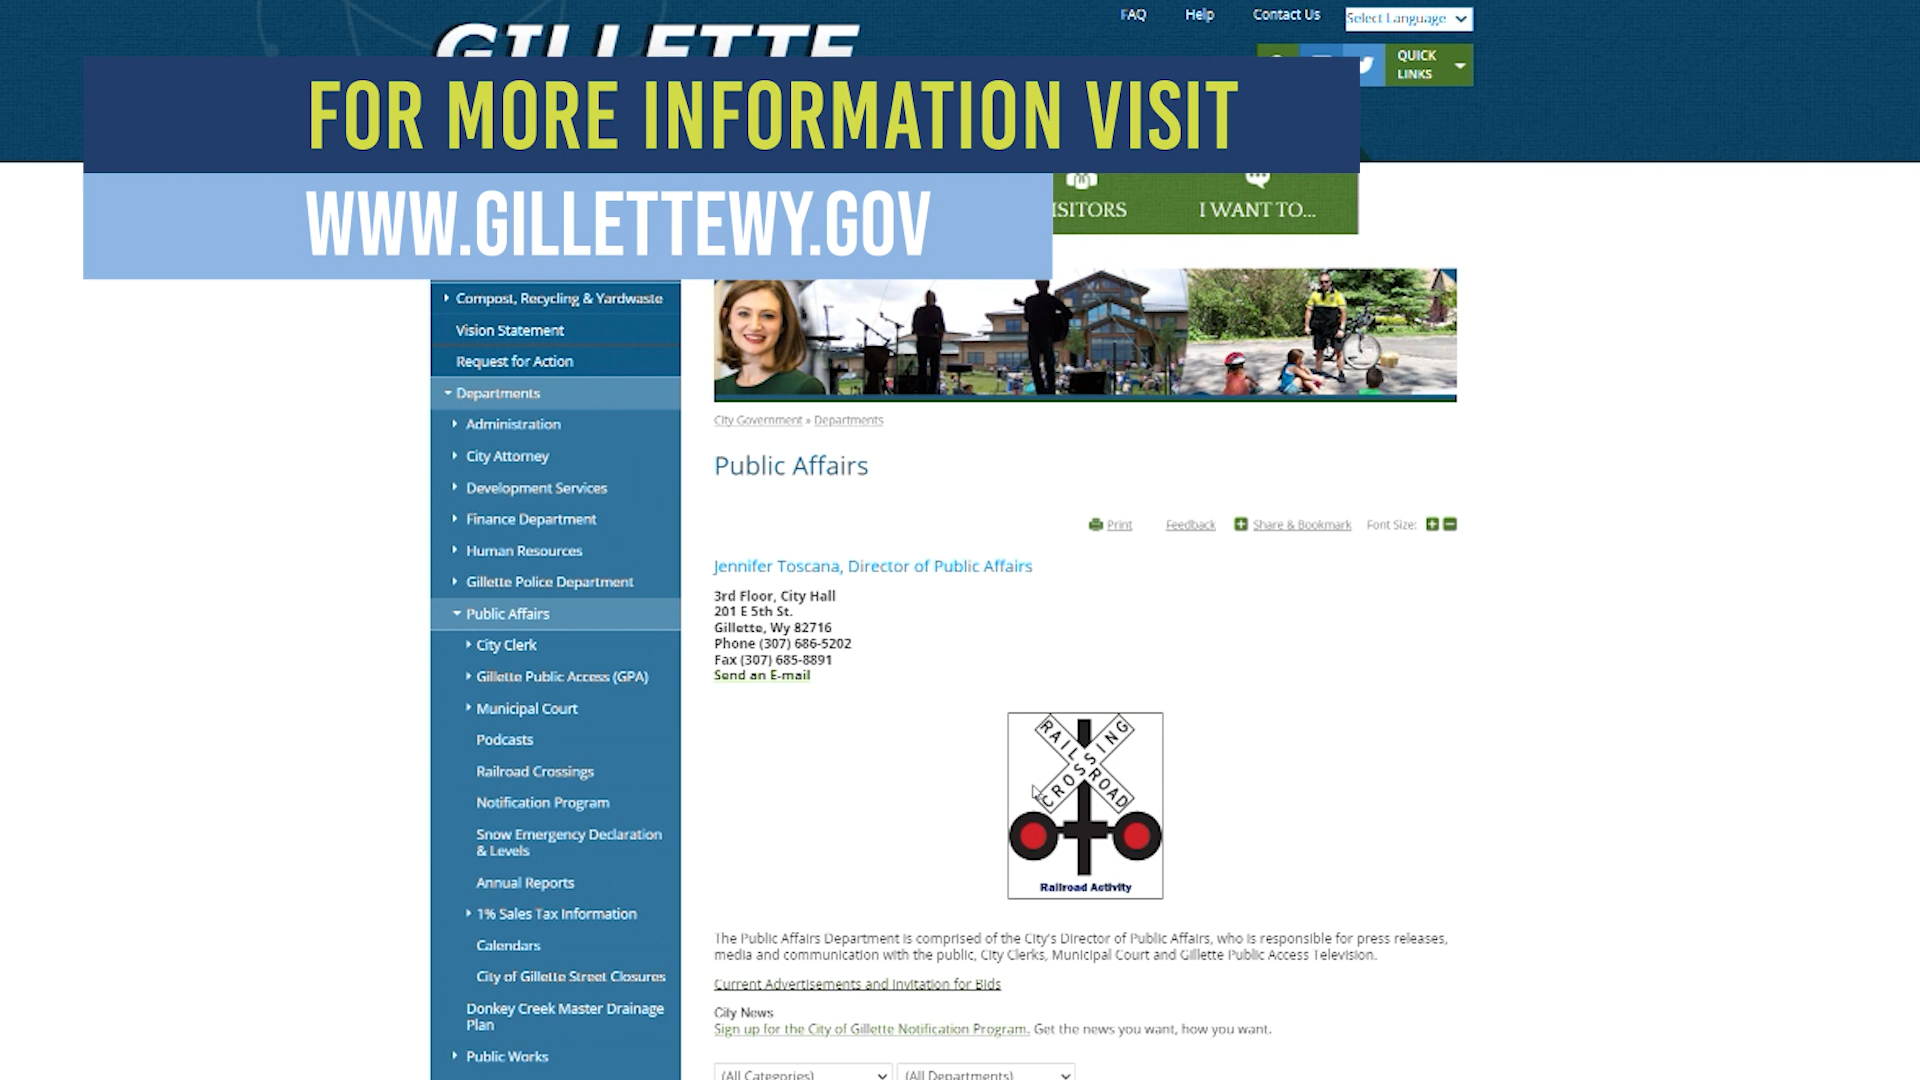 GILLETTE
FAQ
Help
Contact Us
Select Language
QUICK
LINKS
FOR MORE INFORMATION VISIT
WWW.GILLETTEWY.GOV
ISITORS
I WANT TO...
Compost, Recycling & Yardwaste
Vision Statement
Request for Action
Departments
Administration
City Attorney
Development Services
Finance Department
Human Resources
Gillette Police Department
Public Affairs
City Clerk
Gillette Public Access (GPA)
Municipal Court
Podcasts
Railroad Crossings
Notification Program
Snow Emergency Declaration
& Levels
Annual Reports
1% Sales Tax Information
Calendars
City of Gillette Street Closures
Donkey Creek Master Drainage
Plan
Public Works
City Government » Departments
Public Affairs
Print
Feedback
Share & Bookmark
Font Size:
Jennifer Toscana, Director of Public Affairs
3rd Floor, City Hall
201 E 5th St.
Gillette, Wy 82716
Phone (307) 686-5202
Fax (307) 685-8891
Send an E-mail
RAILROAD
CROSSING
Railroad Activity
The Public Affairs Department is comprised of the City's Director of Public Affairs, who is responsible for press releases,
media and communication with the public, City Clerks, Municipal Court and Gillette Public Access Television.
Current Advertisements and Invitation for Bids
City News
Sign up for the City of Gillette Notification Program. Get the news you want, how you want.
(All Categories)
(All Departments)